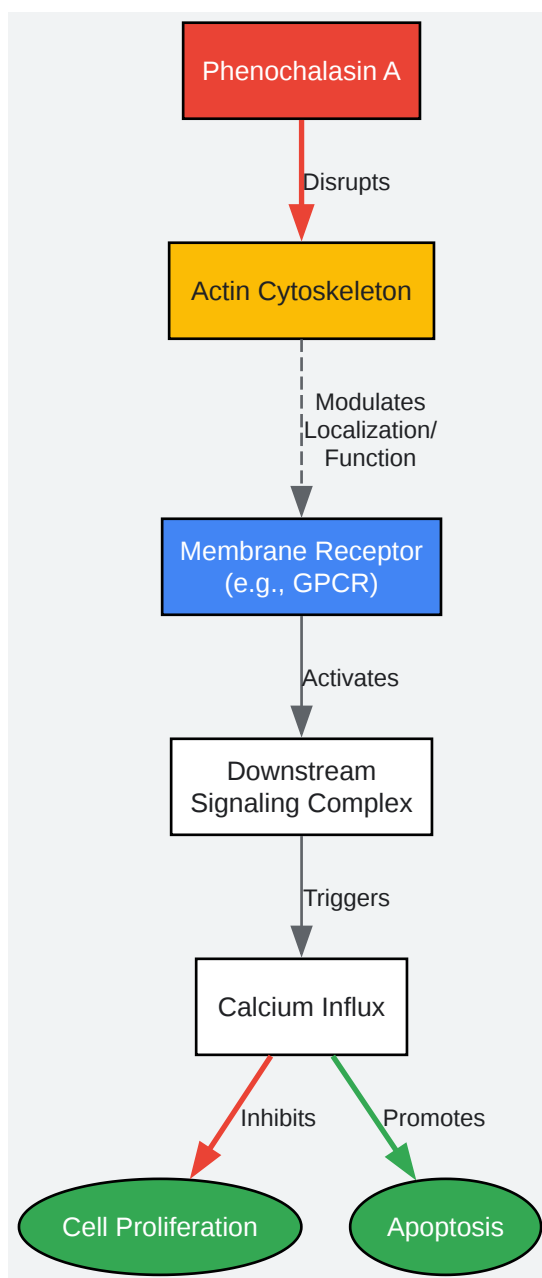 Phenochalasin A
Disrupts
Actin Cytoskeleton
Modulates
Localization/
Function
Membrane Receptor
(e.g., GPCR)
Activates
Downstream
Signaling Complex
Triggers
Calcium Influx
Inhibits
Promotes
Cell Proliferation
Apoptosis